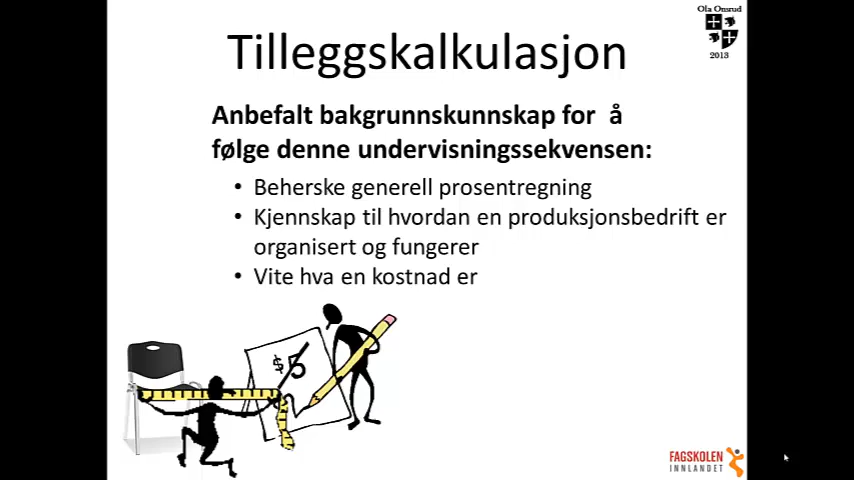 Ola Onsrud
2013
Tilleggskalkulasjon
Anbefalt bakgrunnskunnskap for å
følge denne undervisningssekvensen:
• Beherske generell prosentregning
• Kjennskap til hvordan en produksjonsbedrift er
organisert og fungerer
• Vite hva en kostnad er
$5
FAGSKOLEN
INNLANDET